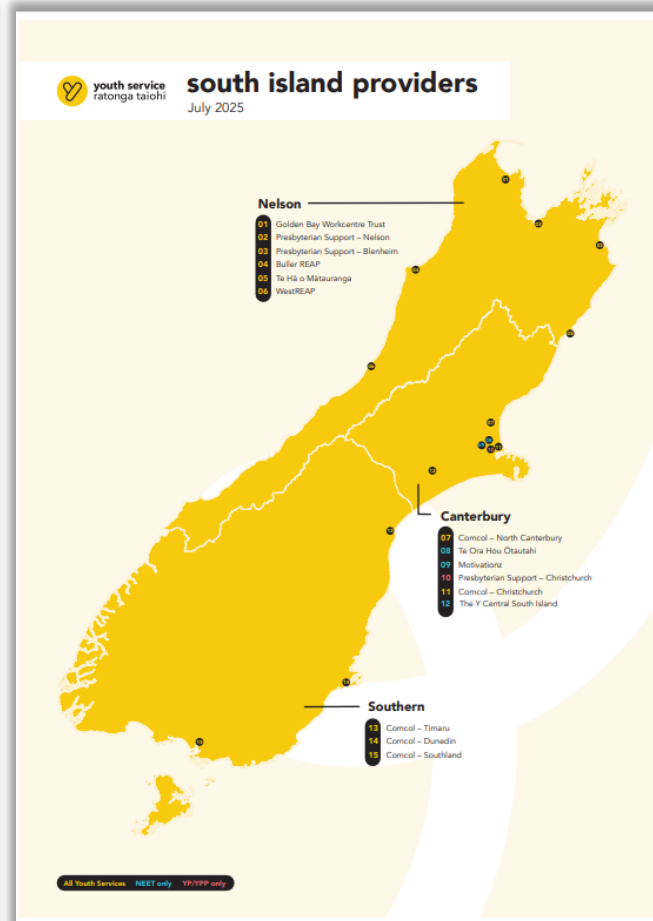 youth service
ratonga taiohi
south island providers
July 2025
Nelson
01 Golden Bay Workcentre Trust
02 Presbyterian Support – Nelson
03 Presbyterian Support – Blenheim
04 Buller REAP
05 Te Hā o Mātauranga
06 WestREAP
Canterbury
07 Comcol – North Canterbury
08 Te Ora Hou Ōtautahi
09 Motivationz
10 Presbyterian Support – Christchurch
11 Comcol – Christchurch
12 The Y Central South Island
Southern
13 Comcol – Timaru
14 Comcol – Dunedin
15 Comcol – Southland
All Youth Services NEET only YP/YPP only